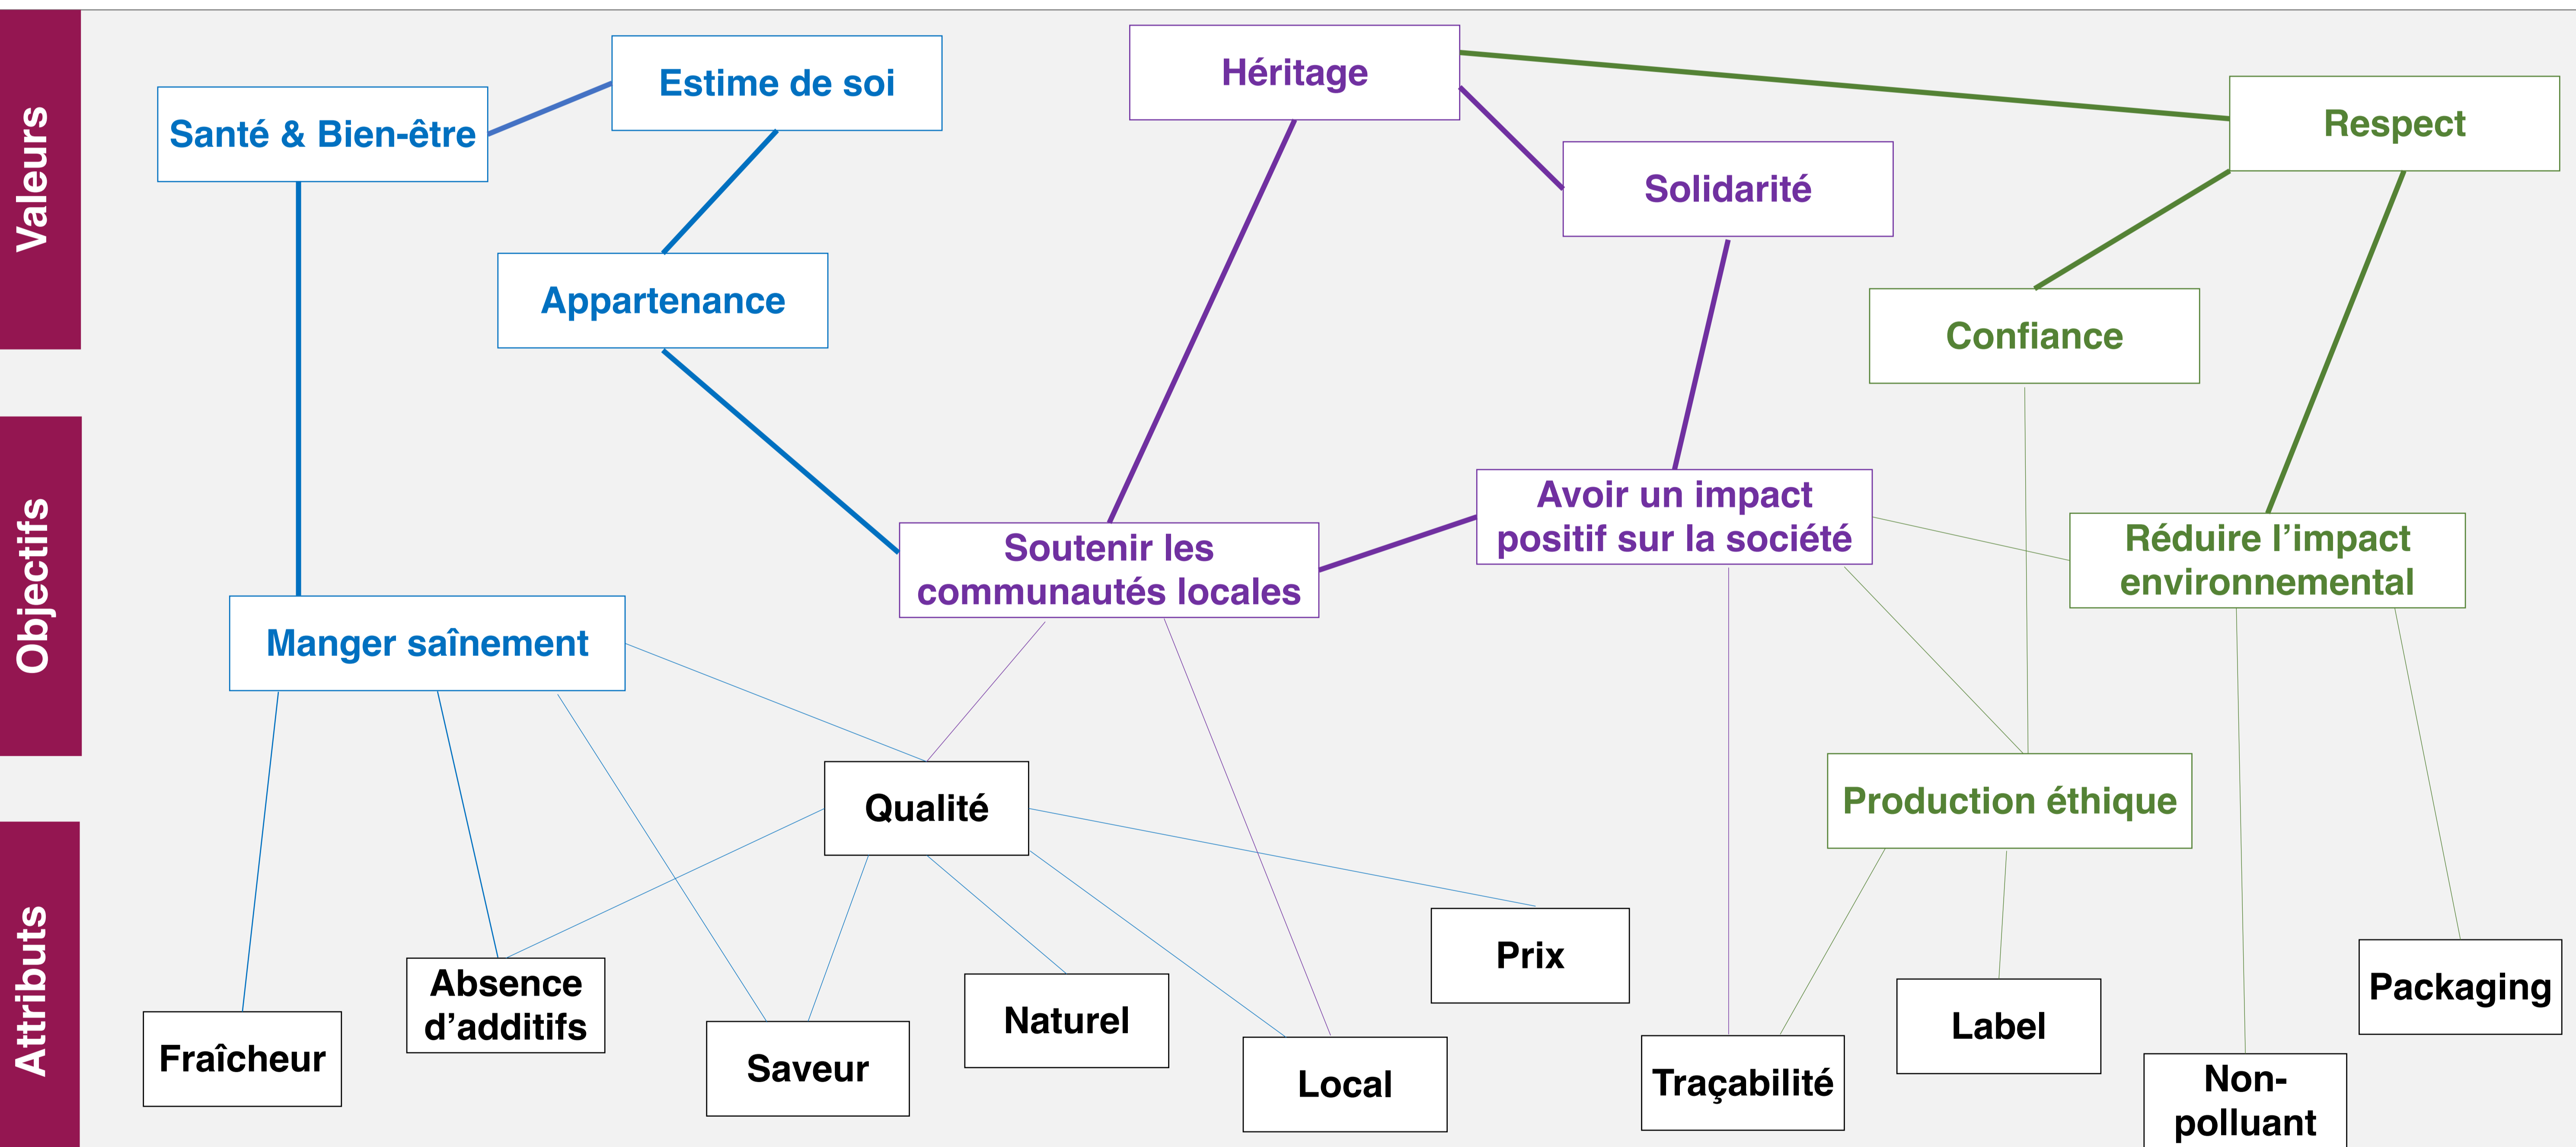 Valeurs
Estime de soi
Santé & Bien-être
Appartenance
Héritage
Solidarité
Respect
Confiance
Objectifs
Avoir un impact
positif sur la société
Soutenir les
communautés locales
Réduire l’impact
environnemental
Manger saînement
Production éthique
Attributs
Qualité
Prix
Absence
d’additifs
Fraîcheur
Saveur
Naturel
Local
Traçabilité
Label
Non-
polluant
Packaging